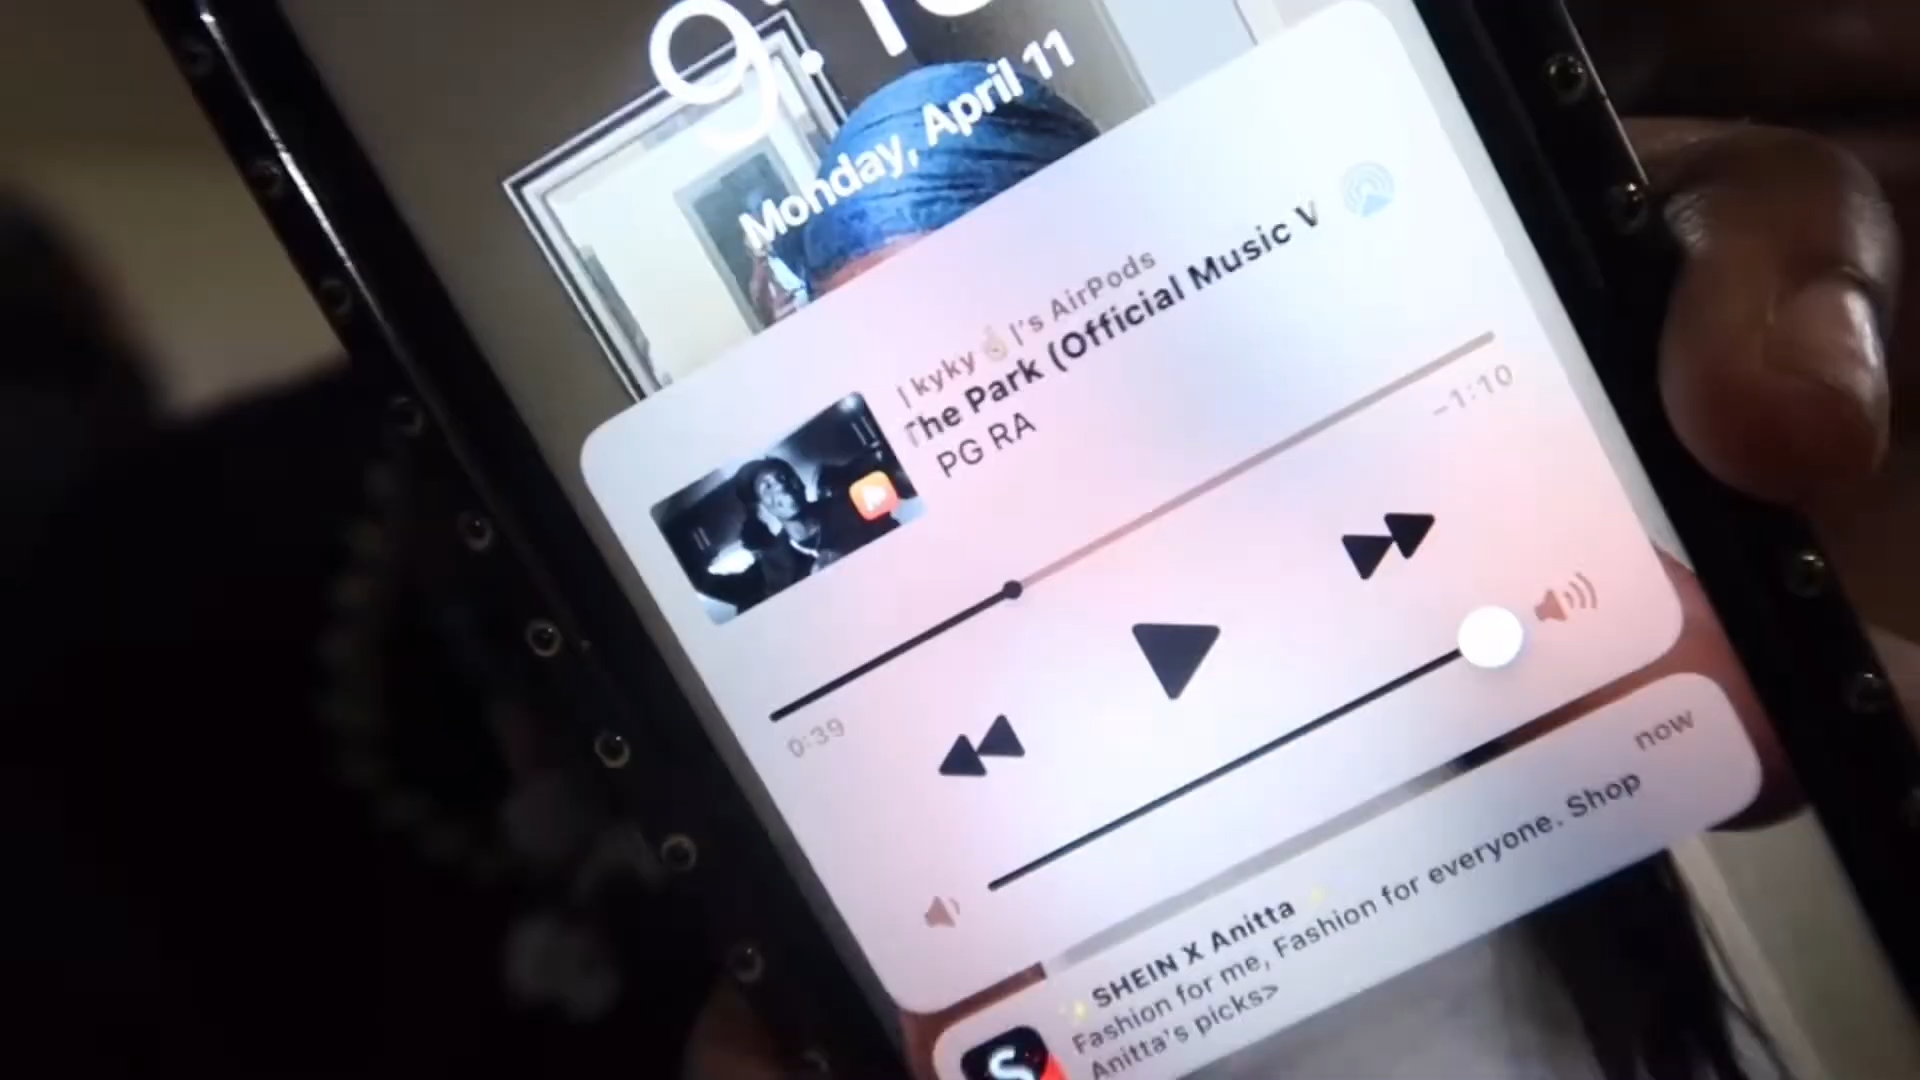 Monday, April 11
| kyky👌🏻|'s AirPods
The Park (Official Music V
PG RA
0:39
-1:10
now
✨SHEIN X Anitta✨
Fashion for me, Fashion for everyone. Shop
Anitta's picks>
S